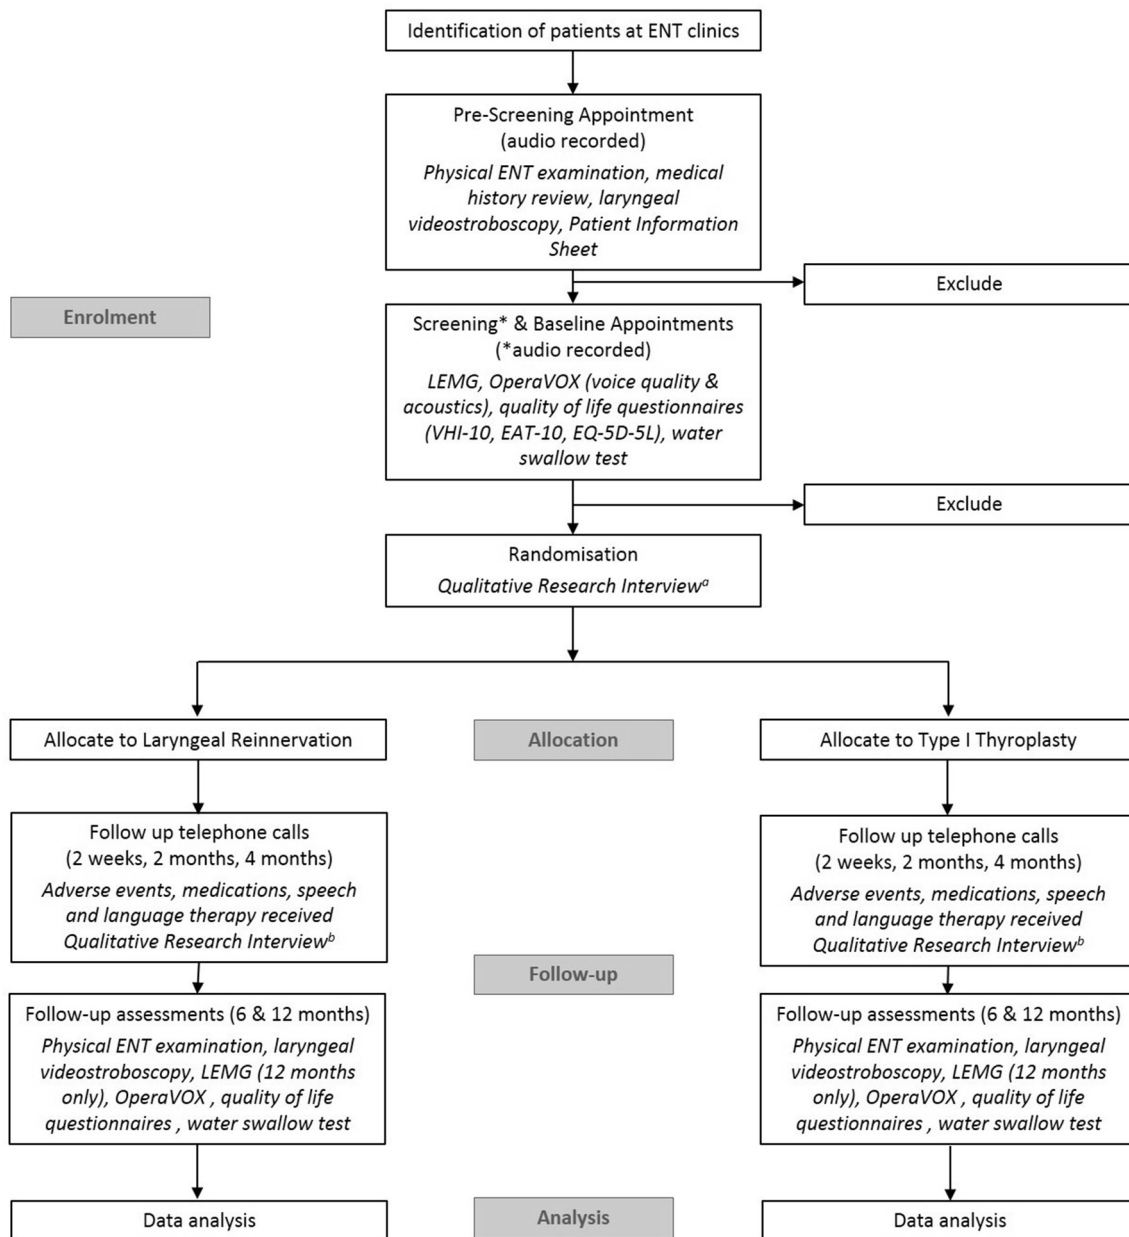 Identification of patients at ENT clinics
Pre-Screening Appointment
(audio recorded)
Physical ENT examination, medical
history review, laryngeal
videostroboscopy, Patient Information
Sheet
Exclude
Enrolment
Screening* & Baseline Appointments
(*audio recorded)
LEMG, OperaVOX (voice quality &
acoustics), quality of life questionnaires
(VHI-10, EAT-10, EQ-5D-5L), water
swallow test
Exclude
Randomisation
Qualitative Research Interviewᵃ
Allocate to Laryngeal Reinnervation
Allocation
Allocate to Type I Thyroplasty
Follow up telephone calls
(2 weeks, 2 months, 4 months)
Adverse events, medications, speech
and language therapy received
Qualitative Research Interviewᵇ
Follow up telephone calls
(2 weeks, 2 months, 4 months)
Adverse events, medications, speech
and language therapy received
Qualitative Research Interviewᵇ
Follow-up
Follow-up assessments (6 & 12 months)
Physical ENT examination, laryngeal
videostroboscopy, LEMG (12 months
only), OperaVOX , quality of life
questionnaires , water swallow test
Follow-up assessments (6 & 12 months)
Physical ENT examination, laryngeal
videostroboscopy, LEMG (12 months
only), OperaVOX , quality of life
questionnaires , water swallow test
Data analysis
Analysis
Data analysis